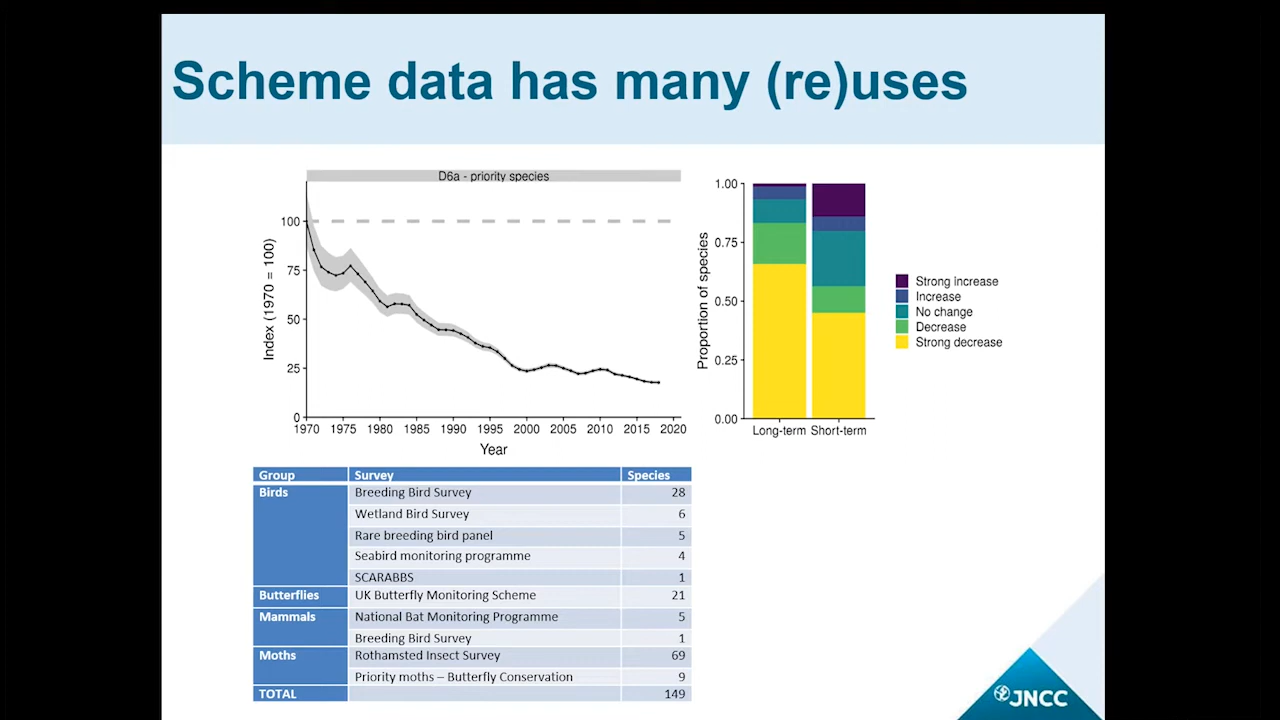 Scheme data has many (re)uses
D6a - priority species
Index (1970 = 100)
100
75
50
25
0
1970 1975 1980 1985 1990 1995 2000 2005 2010 2015 2020
Year
Proportion of species
1.00
0.75
0.50
0.25
0.00
Long-term Short-term
Strong increase
Increase
No change
Decrease
Strong decrease
Group Survey Species
Birds Breeding Bird Survey 28
Wetland Bird Survey 6
Rare breeding bird panel 5
Seabird monitoring programme 4
SCARABBS 1
Butterflies UK Butterfly Monitoring Scheme 21
Mammals National Bat Monitoring Programme 5
Breeding Bird Survey 1
Moths Rothamsted Insect Survey 69
Priority moths – Butterfly Conservation 9
TOTAL 149
JNCC